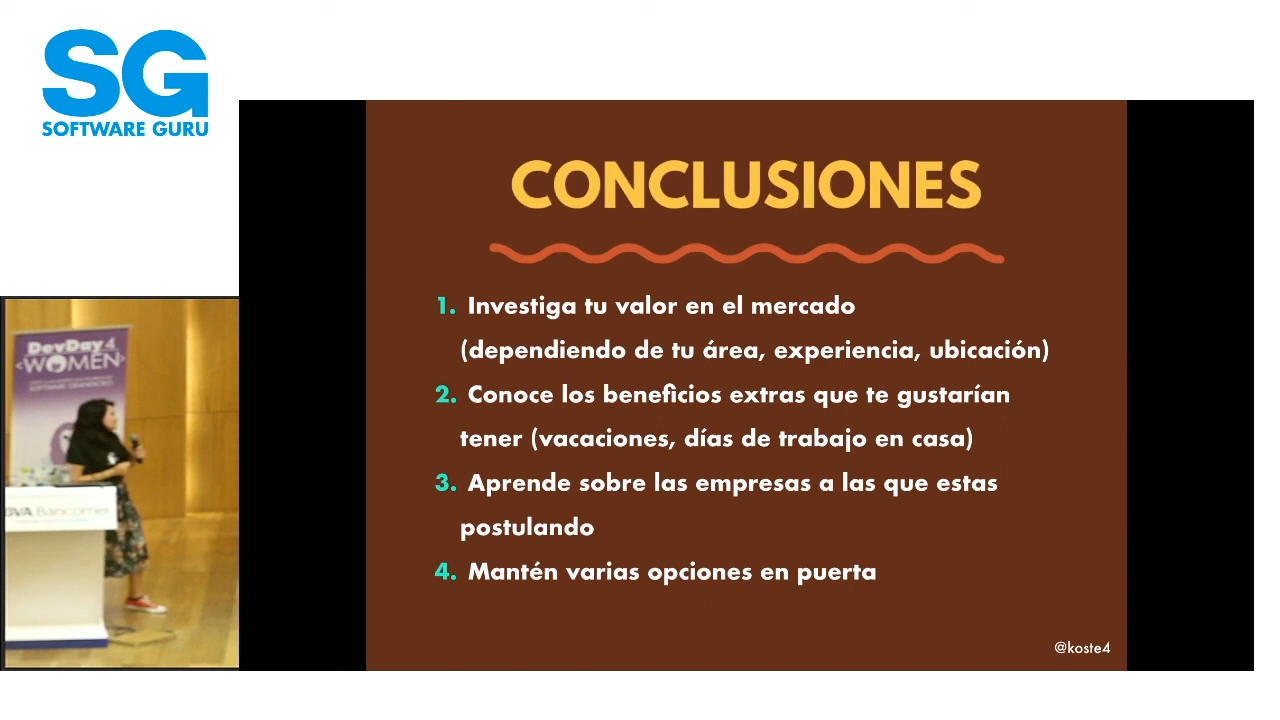 SG
SOFTWARE GURU
CONCLUSIONES
1. Investiga tu valor en el mercado
(dependiendo de tu área, experiencia, ubicación)
2. Conoce los beneficios extras que te gustarían
tener (vacaciones, días de trabajo en casa)
3. Aprende sobre las empresas a las que estas
postulando
4. Mantén varias opciones en puerta
@koste4
DevDay4
<WOMEN>
BBVA Bancomer